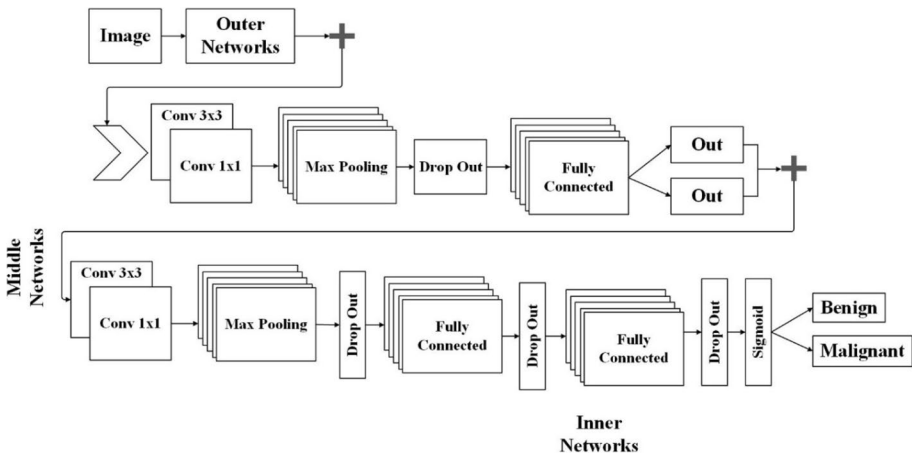 Image
Outer
Networks
Conv 3x3
Conv 1x1
Max Pooling
Drop Out
Fully
Connected
Out
Out
Middle
Networks
Conv 3x3
Conv 1x1
Max Pooling
Drop Out
Fully
Connected
Drop Out
Fully
Connected
Drop Out
Sigmoid
Benign
Malignant
Inner
Networks